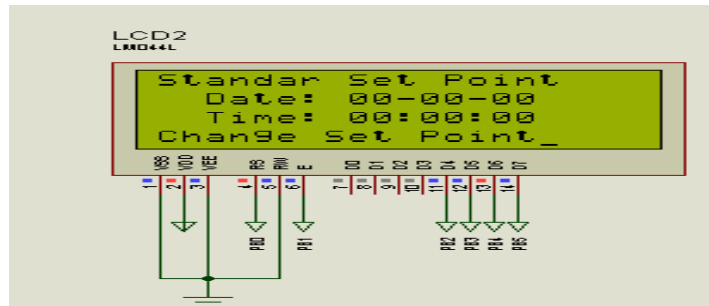 LCD2
LM044L
Standar Set Point
Date: 00-00-00
Time: 00:00:00
Change Set Point_
VSS VDD VEE RS RW E D0 D1 D2 D3 D4 D5 D6 D7
1 2 3 4 5 6 7 8 9 10 11 12 13 14
PB0 PB1 PB2 PB3 PB4 PB5